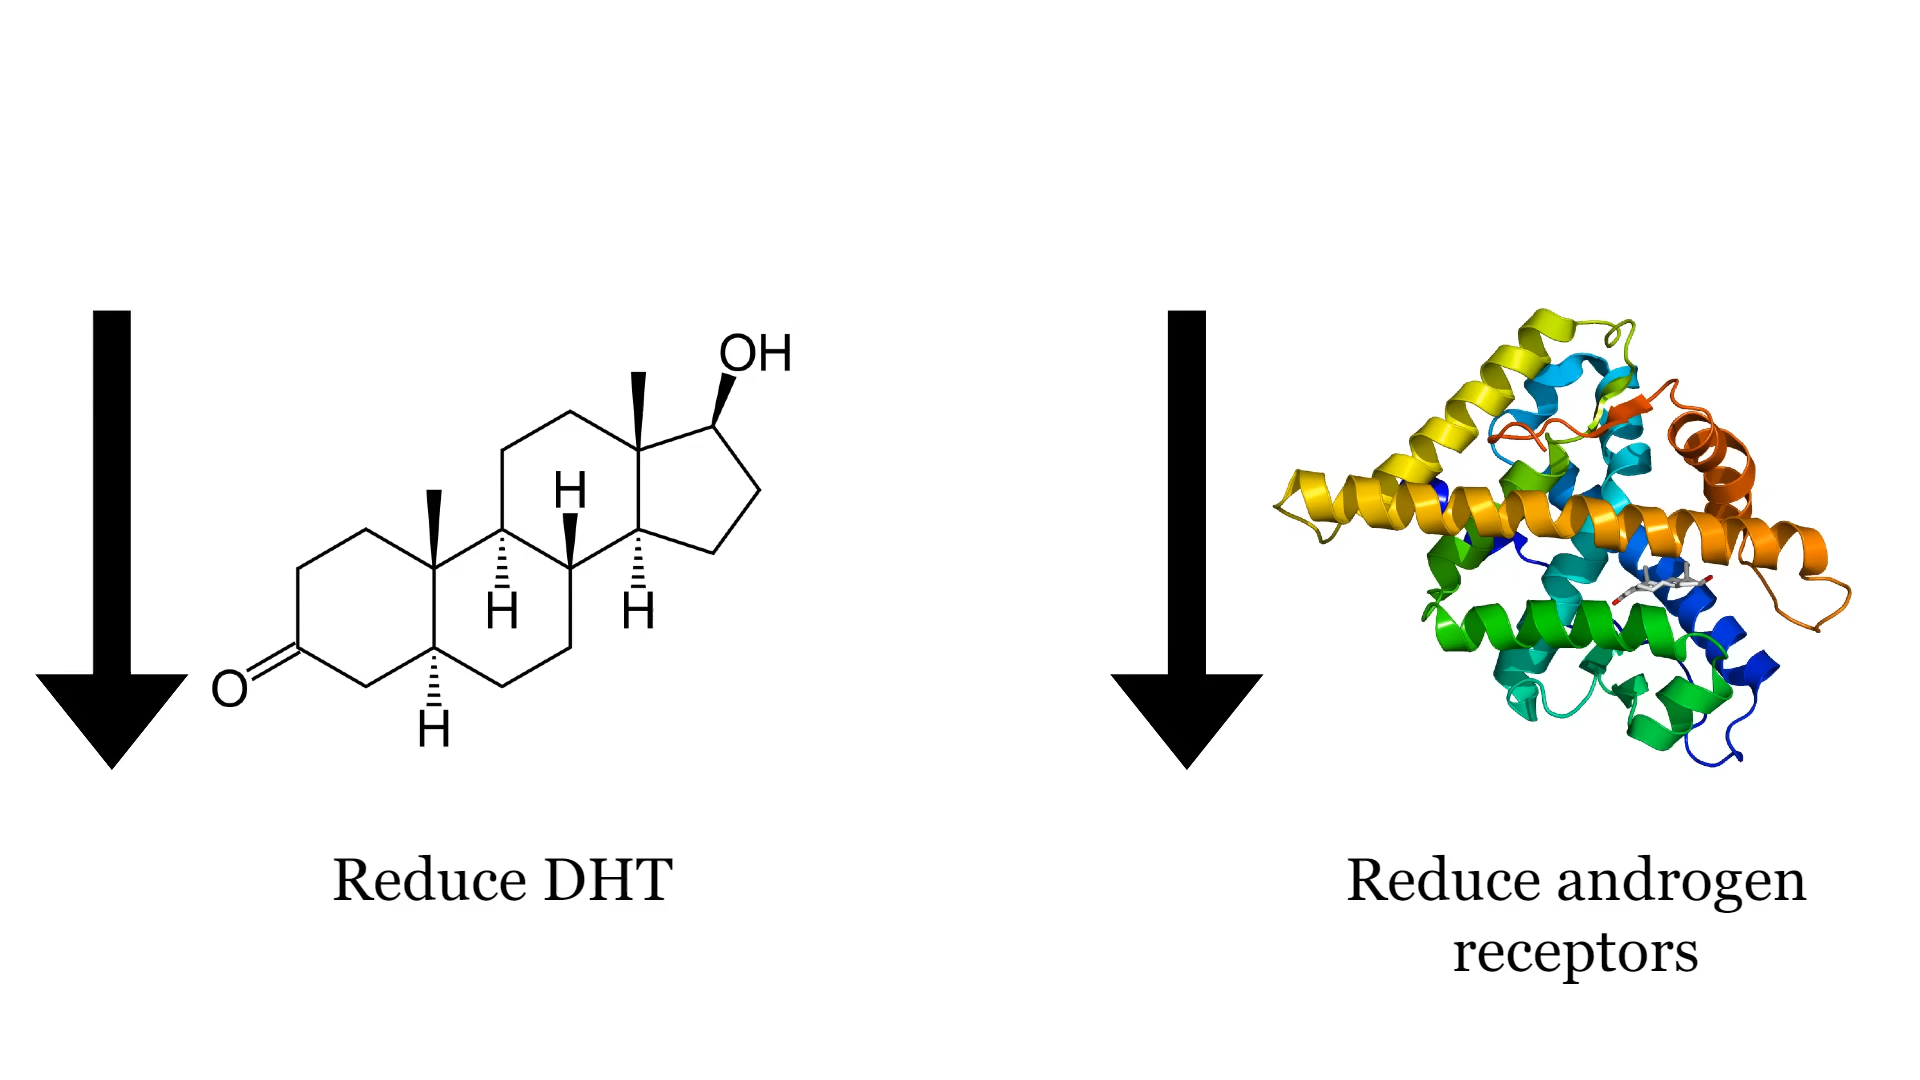 OH
H
H
H
O
H
Reduce DHT
Reduce androgen
receptors